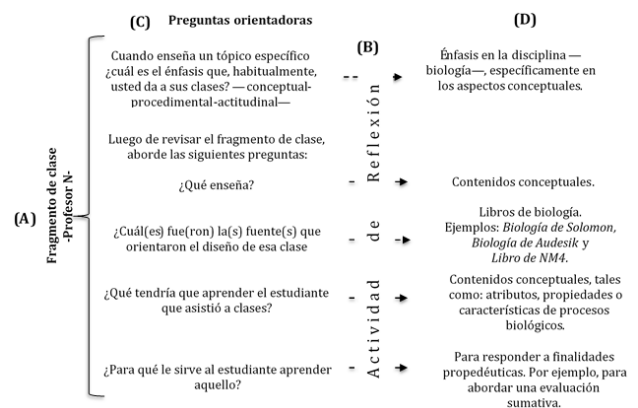 (C) Preguntas orientadoras
(D)
(B)
Cuando enseña un tópico específico
¿cuál es el énfasis que, habitualmente,
usted da a sus clases? —conceptual-
procedimental-actitudinal—
Énfasis en la disciplina —
biología—, específicamente en
los aspectos conceptuales.
Luego de revisar el fragmento de clase,
aborde las siguientes preguntas:
¿Qué enseña?
Contenidos conceptuales.
(A)
Fragmento de clase
-Profesor N-
¿Cuál(es) fue(ron) la(s) fuente(s) que
orientaron el diseño de esa clase
Libros de biología.
Ejemplos: Biología de Solomon,
Biología de Audesik y
Libro de NM4.
¿Qué tendría que aprender el estudiante
que asistió a clases?
Contenidos conceptuales, tales
como: atributos, propiedades o
características de procesos
biológicos.
¿Para qué le sirve al estudiante aprender
aquello?
Para responder a finalidades
propedéuticas. Por ejemplo, para
abordar una evaluación
sumativa.
Actividad de Reflexión